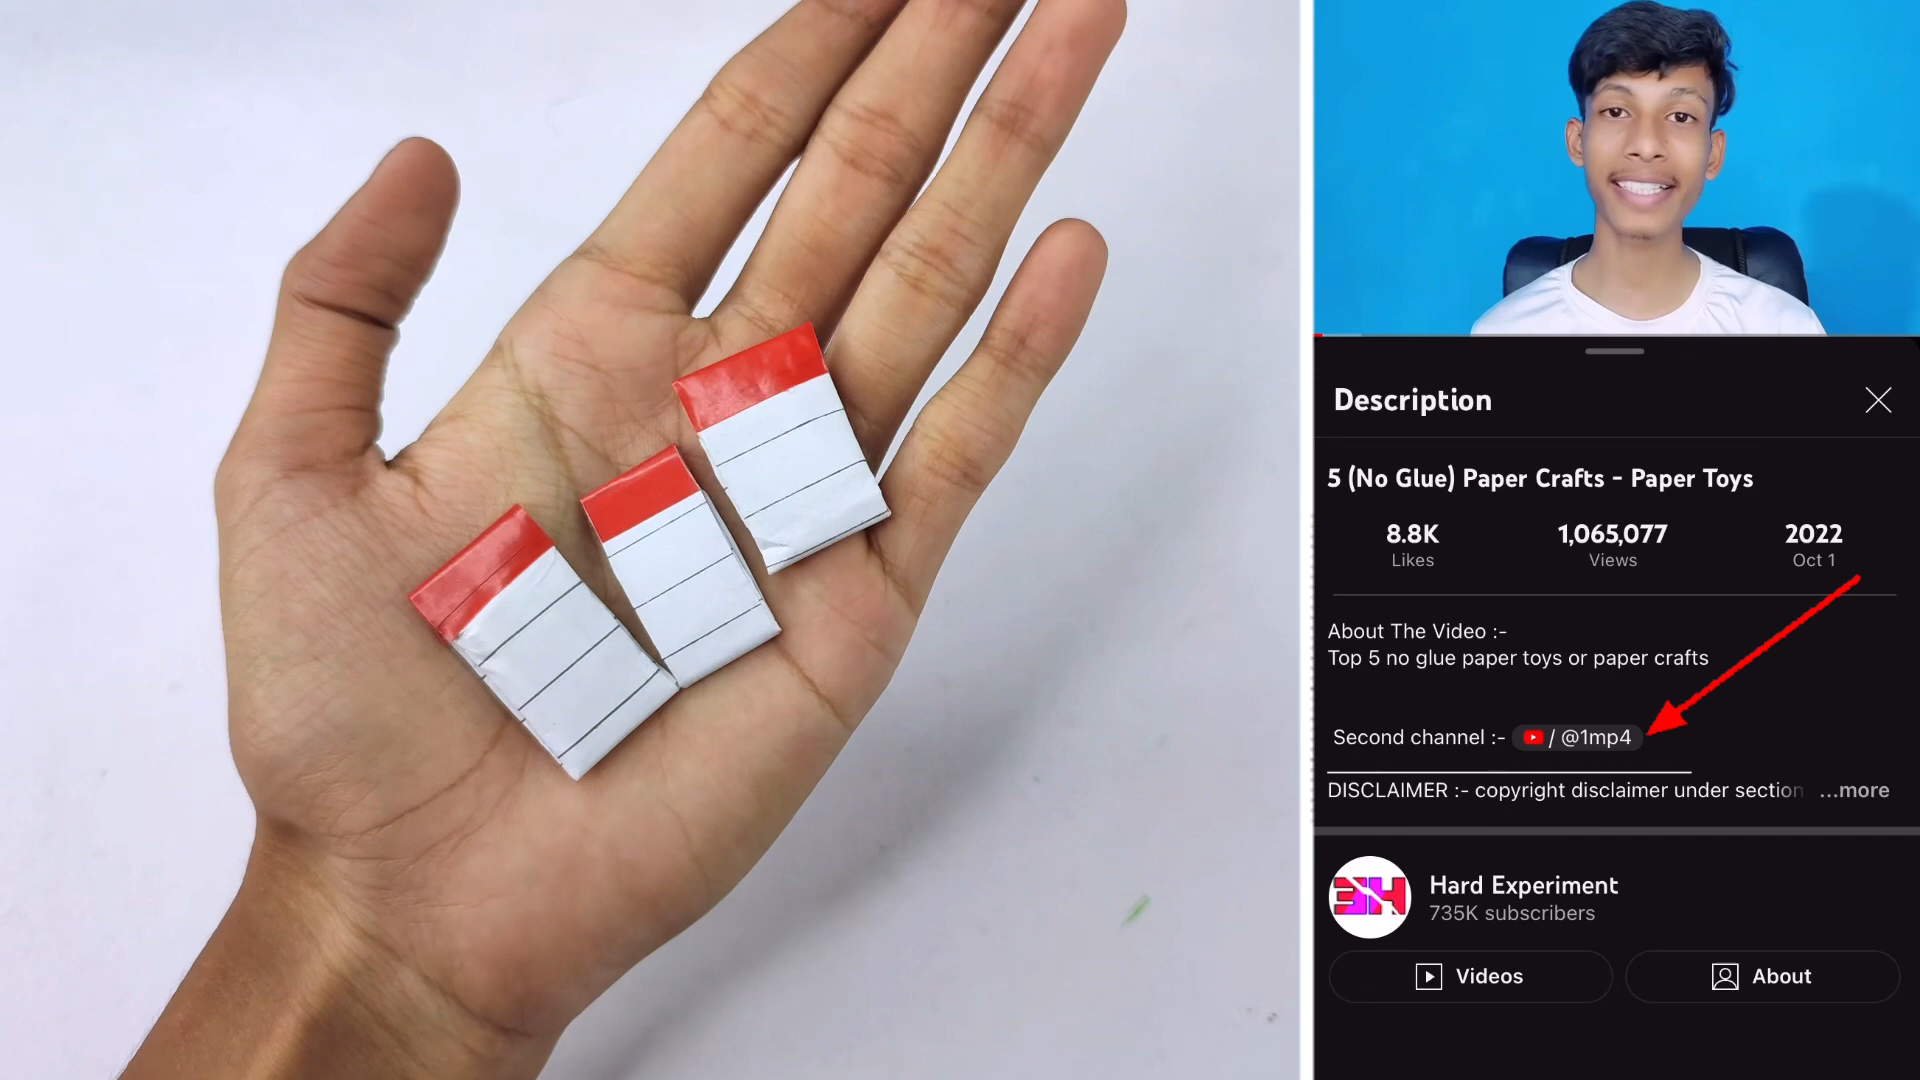 Description
5 (No Glue) Paper Crafts - Paper Toys
8.8K 1,065,077 2022
Likes Views Oct 1
About The Video :-
Top 5 no glue paper toys or paper crafts
Second channel :- / @1mp4
DISCLAIMER :- copyright disclaimer under section ...more
Hard Experiment
735K subscribers
Videos About